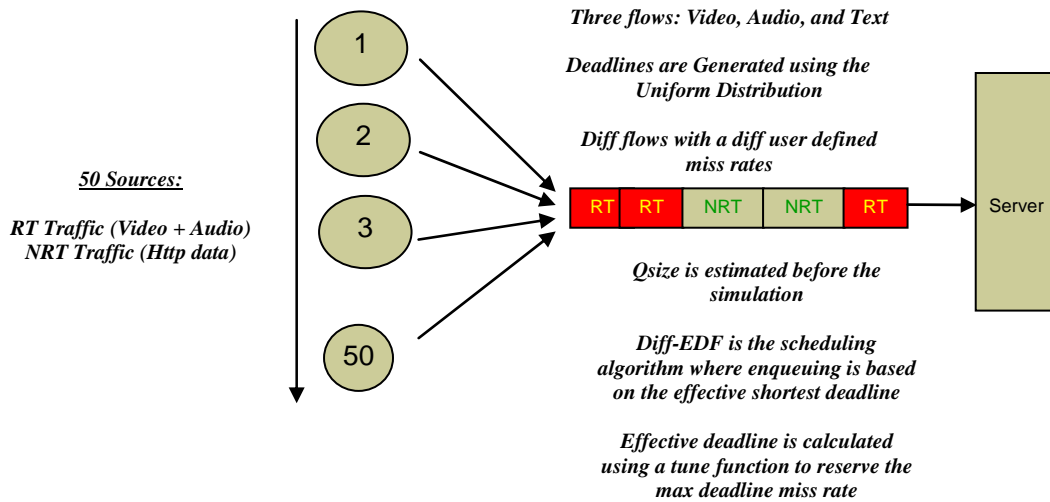 50 Sources:
RT Traffic (Video + Audio)
NRT Traffic (Http data)
1
2
3
50
Three flows: Video, Audio, and Text
Deadlines are Generated using the
Uniform Distribution
Diff flows with a diff user defined
miss rates
RT RT NRT NRT RT
Server
Qsize is estimated before the
simulation
Diff-EDF is the scheduling
algorithm where enqueuing is based
on the effective shortest deadline
Effective deadline is calculated
using a tune function to reserve the
max deadline miss rate